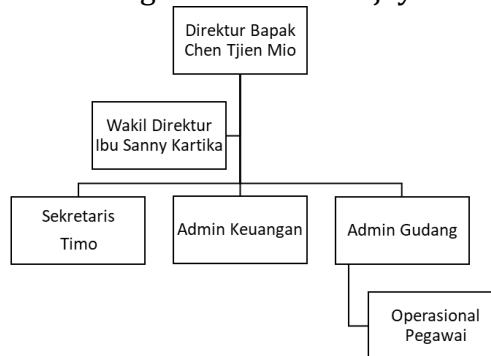 Direktur Bapak
Chen Tjien Mio
Wakil Direktur
Ibu Sanny Kartika
Sekretaris
Timo
Admin Keuangan
Admin Gudang
Operasional
Pegawai